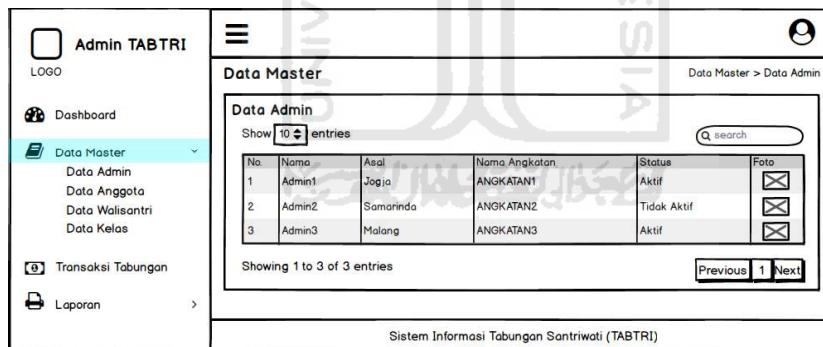 Admin TABTRI
LOGO
Dashboard
Data Master
Data Admin
Data Anggota
Data Walisantri
Data Kelas
Transaksi Tabungan
Laporan
Data Master
Data Master > Data Admin
Data Admin
Show 10 entries
search
No. Nama Asal Nama Angkatan Status Foto
1 Admin1 Jogja ANGKATAN1 Aktif
2 Admin2 Samarinda ANGKATAN2 Tidak Aktif
3 Admin3 Malang ANGKATAN3 Aktif
Showing 1 to 3 of 3 entries
Previous 1 Next
Sistem Informasi Tabungan Santriwati (TABTRI)